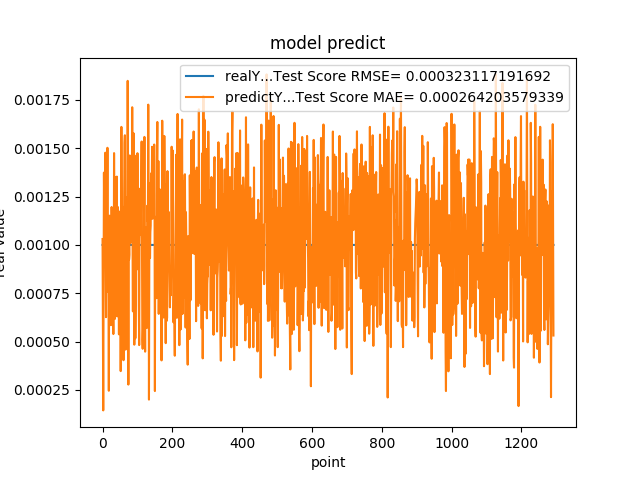 model predict
realY...Test Score RMSE= 0.000323117191692
predictY...Test Score MAE= 0.000264203579339
0.00175
0.00150
0.00125
0.00100
0.00075
0.00050
0.00025
real value
0 200 400 600 800 1000 1200
point